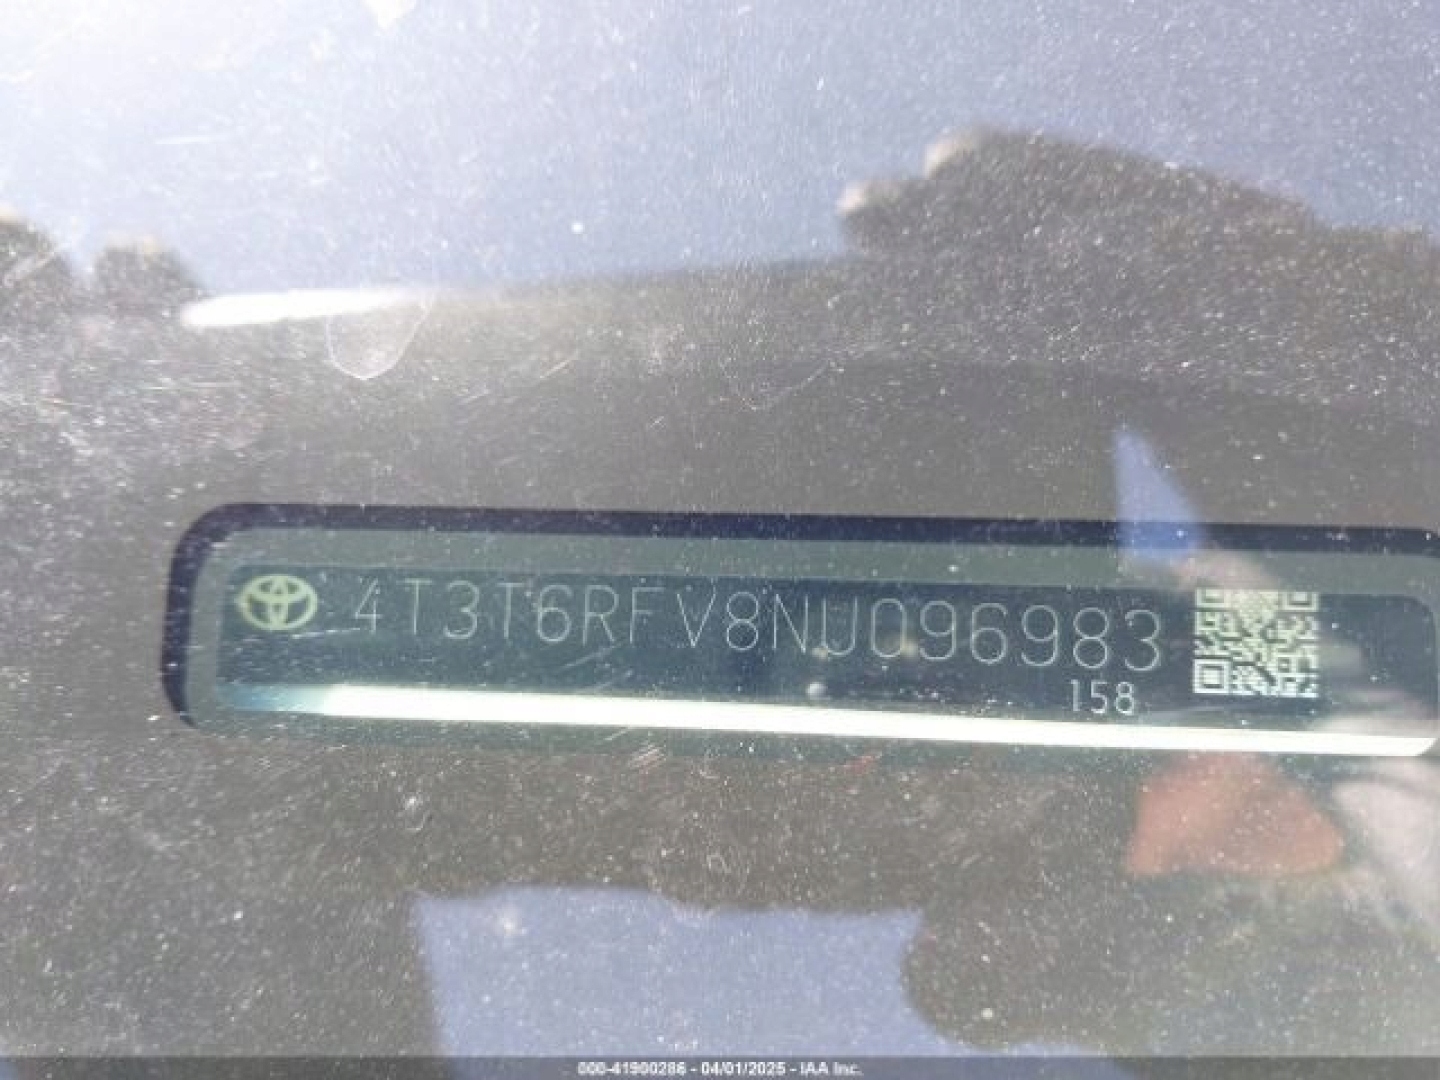 4T3T6RFV8NU096983
158
000-41900286 - 04/01/2025 - IAA Inc.